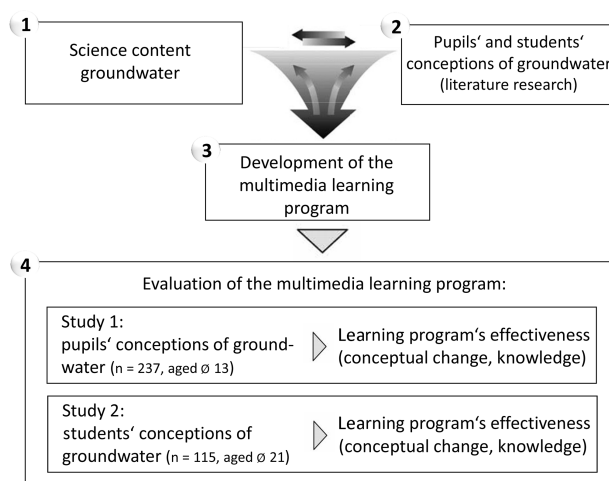 1
Science content
groundwater
2
Pupils‘ and students‘
conceptions of groundwater
(literature research)
3
Development of the
multimedia learning
program
4
Evaluation of the multimedia learning program:
Study 1:
pupils‘ conceptions of ground-
water (n = 237, aged ø 13)
Learning program‘s effectiveness
(conceptual change, knowledge)
Study 2:
students‘ conceptions of
groundwater (n = 115, aged ø 21)
Learning program‘s effectiveness
(conceptual change, knowledge)